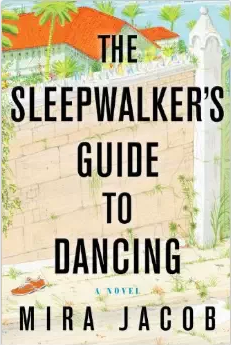 THE
SLEEPWALKER'S
GUIDE
TO
DANCING
A NOVEL
MIRA JACOB